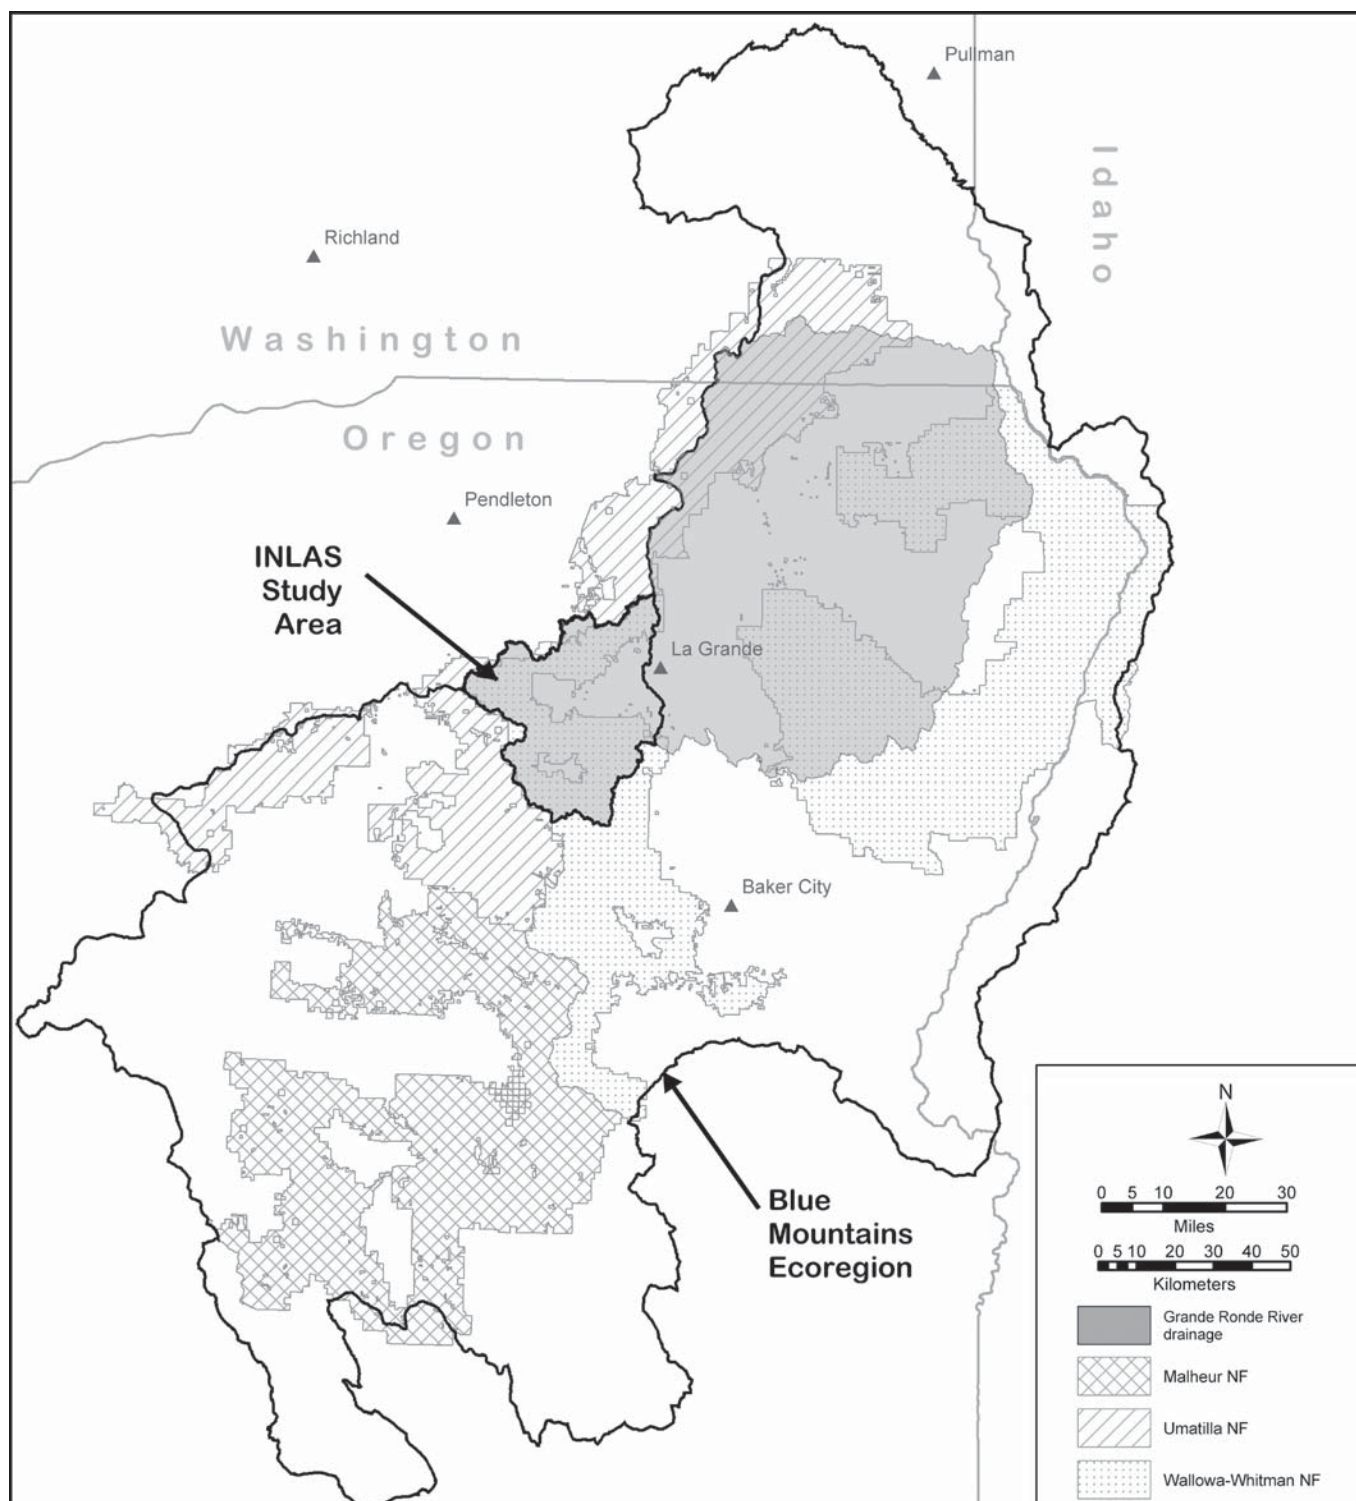 Pullman
Idaho
Richland
Washington
Oregon
Pendleton
INLAS
Study
Area
La Grande
Baker City
Blue
Mountains
Ecoregion
N
0 5 10 20 30
Miles
0 5 10 20 30 40 50
Kilometers
Grande Ronde River
drainage
Malheur NF
Umatilla NF
Wallowa-Whitman NF